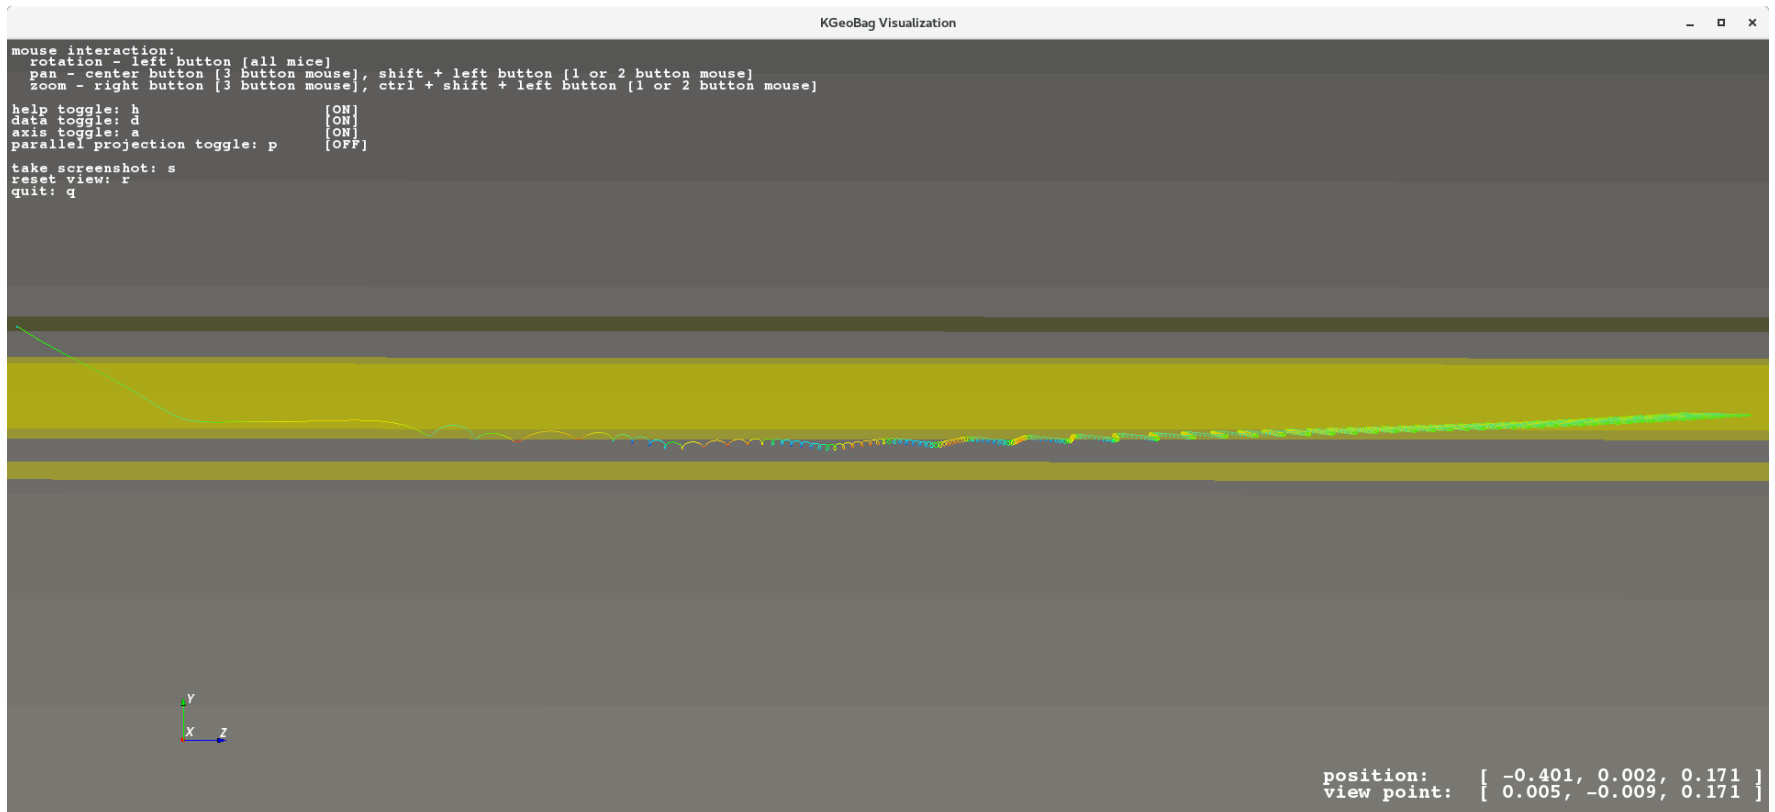 KGeoBag Visualization
mouse interaction:
rotation - left button [all mice]
pan - center button [3 button mouse], shift + left button [1 or 2 button mouse]
zoom - right button [3 button mouse], ctrl + shift + left button [1 or 2 button mouse]
help toggle: h [ON]
data toggle: d [ON]
axis toggle: a [ON]
parallel projection toggle: p [OFF]
take screenshot: s
reset view: r
quit: q
Y
X Z
position: [ -0.401, 0.002, 0.171 ]
view point: [ 0.005, -0.009, 0.171 ]